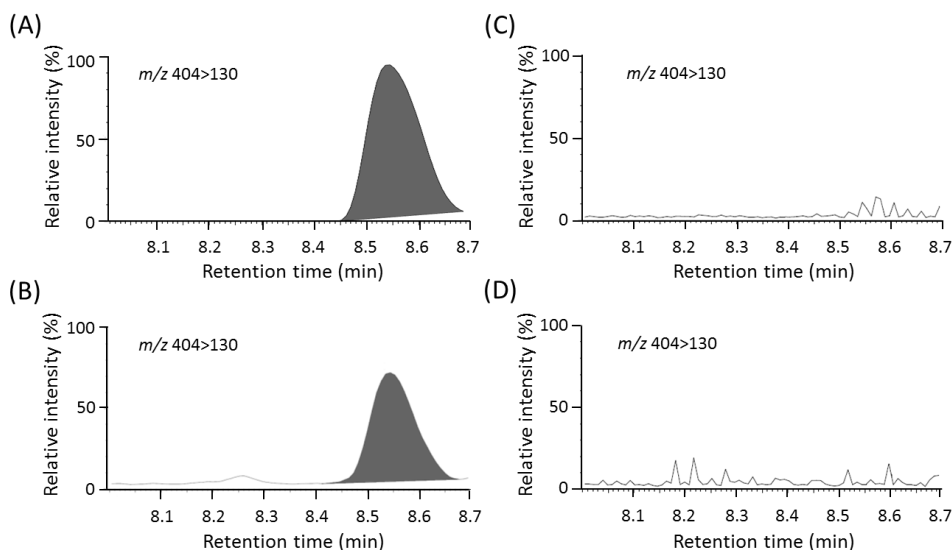 (A)
Relative intensity (%)
100
50
0
m/z 404>130
8.1 8.2 8.3 8.4 8.5 8.6 8.7
Retention time (min)
(B)
Relative intensity (%)
100
50
0
m/z 404>130
8.1 8.2 8.3 8.4 8.5 8.6 8.7
Retention time (min)
(C)
Relative intensity (%)
100
50
0
m/z 404>130
8.1 8.2 8.3 8.4 8.5 8.6 8.7
Retention time (min)
(D)
Relative intensity (%)
100
50
0
m/z 404>130
8.1 8.2 8.3 8.4 8.5 8.6 8.7
Retention time (min)